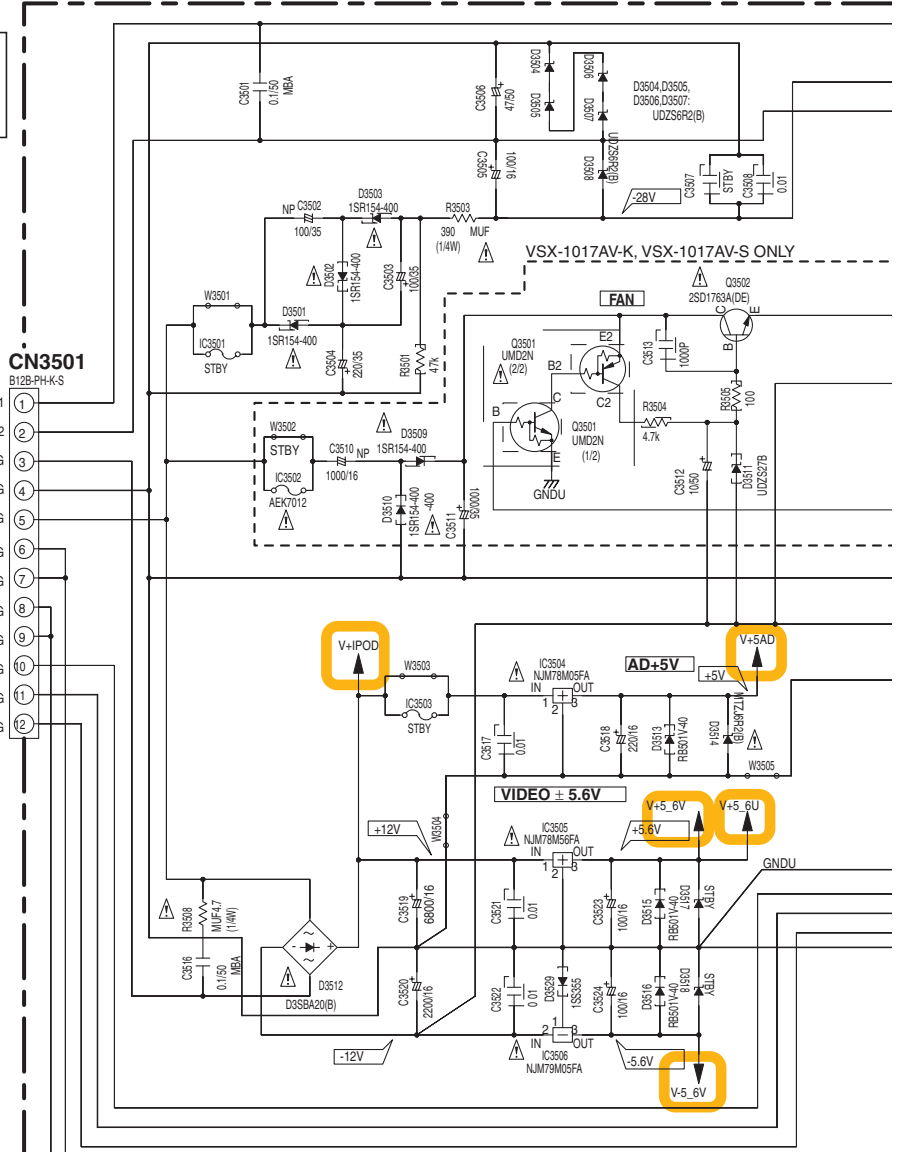 C3501
0.1/50
MBA
C3506
47/50
D3504
D3505
D3506
D3507
D3504,D3505,
D3506,D3507:
UDZS6R2(B)
C3505
100/16
D3508
UDZS6R2(B)
-28V
C3507
STBY
C3508
0.01
NP C3502
100/35
D3503
1SR154-400
R3503
390
(1/4W)
MUF
D3502
1SR154-400
C3503
100/35
VSX-1017AV-K, VSX-1017AV-S ONLY
W3501
IC3501
STBY
D3501
1SR154-400
C3504
220/35
R3501
47k
FAN
Q3502
2SD1763A(DE)
C
E
B
Q3501
UMD2N
(2/2)
E2
B2
C2
C3513
1000P
B
C
E
Q3501
UMD2N
(1/2)
GNDU
R3504
4.7k
R3505
100
C3512
10/50
D3511
UDZS27B
CN3501
B12B-PH-K-S
1
2
3
4
5
6
7
8
9
10
11
12
W3502
STBY
IC3502
AEK7012
C3510 NP
1000/16
D3509
1SR154-400
D3510
1SR154-400
-400
C3511
1000/35
V+IPOD
W3503
IC3503
STBY
IC3504
NJM78M05FA
IN
OUT
1
2
3
AD+5V
V+5AD
+5V
C3517
0.01
C3518
220/16
D3513
RB501V-40
D3514
MTZJ6R2(B)
W3505
VIDEO ± 5.6V
V+5_6V
V+5_6U
+12V
W3504
IC3505
NJM78M56FA
IN
OUT
1
2
3
+5.6V
GNDU
R3508
MUF4.7
(1/4W)
C3516
0.1/50
MBA
D3512
D3SBA20(B)
C3519
6800/16
C3521
0.01
C3523
100/16
D3515
RB501V-40
D3517
STBY
C3520
2200/16
C3522
0.01
D3529
1SS355
C3524
100/16
D3516
RB501V-40
D3518
STBY
-12V
2
1
3
IN
OUT
IC3506
NJM79M05FA
-5.6V
V-5_6V